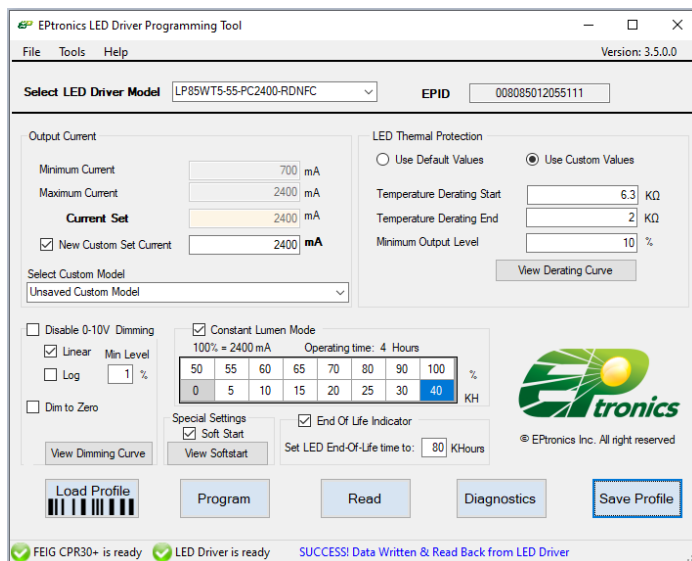 EPtronics LED Driver Programming Tool
File Tools Help Version: 3.5.0.0
Select LED Driver Model LP85WT5-55-PC2400-RDNFC EPID 008085012055111
Output Current
Minimum Current 700 mA
Maximum Current 2400 mA
Current Set 2400 mA
New Custom Set Current 2400 mA
Select Custom Model
Unsaved Custom Model
LED Thermal Protection
Use Default Values Use Custom Values
Temperature Derating Start 6.3 KΩ
Temperature Derating End 2 KΩ
Minimum Output Level 10 %
View Derating Curve
Disable 0-10V Dimming
Linear Min Level
Log 1 %
Dim to Zero
View Dimming Curve
Constant Lumen Mode
100% = 2400 mA Operating time: 4 Hours
50 55 60 65 70 80 90 100 %
0 5 10 15 20 25 30 40 KH
Special Settings
Soft Start
View Softstart
End Of Life Indicator
Set LED End-Of-Life time to: 80 KHours
EPtronics
© EPtronics Inc. All right reserved
Load Profile Program Read Diagnostics Save Profile
FEIG CPR30+ is ready LED Driver is ready SUCCESS! Data Written & Read Back from LED Driver